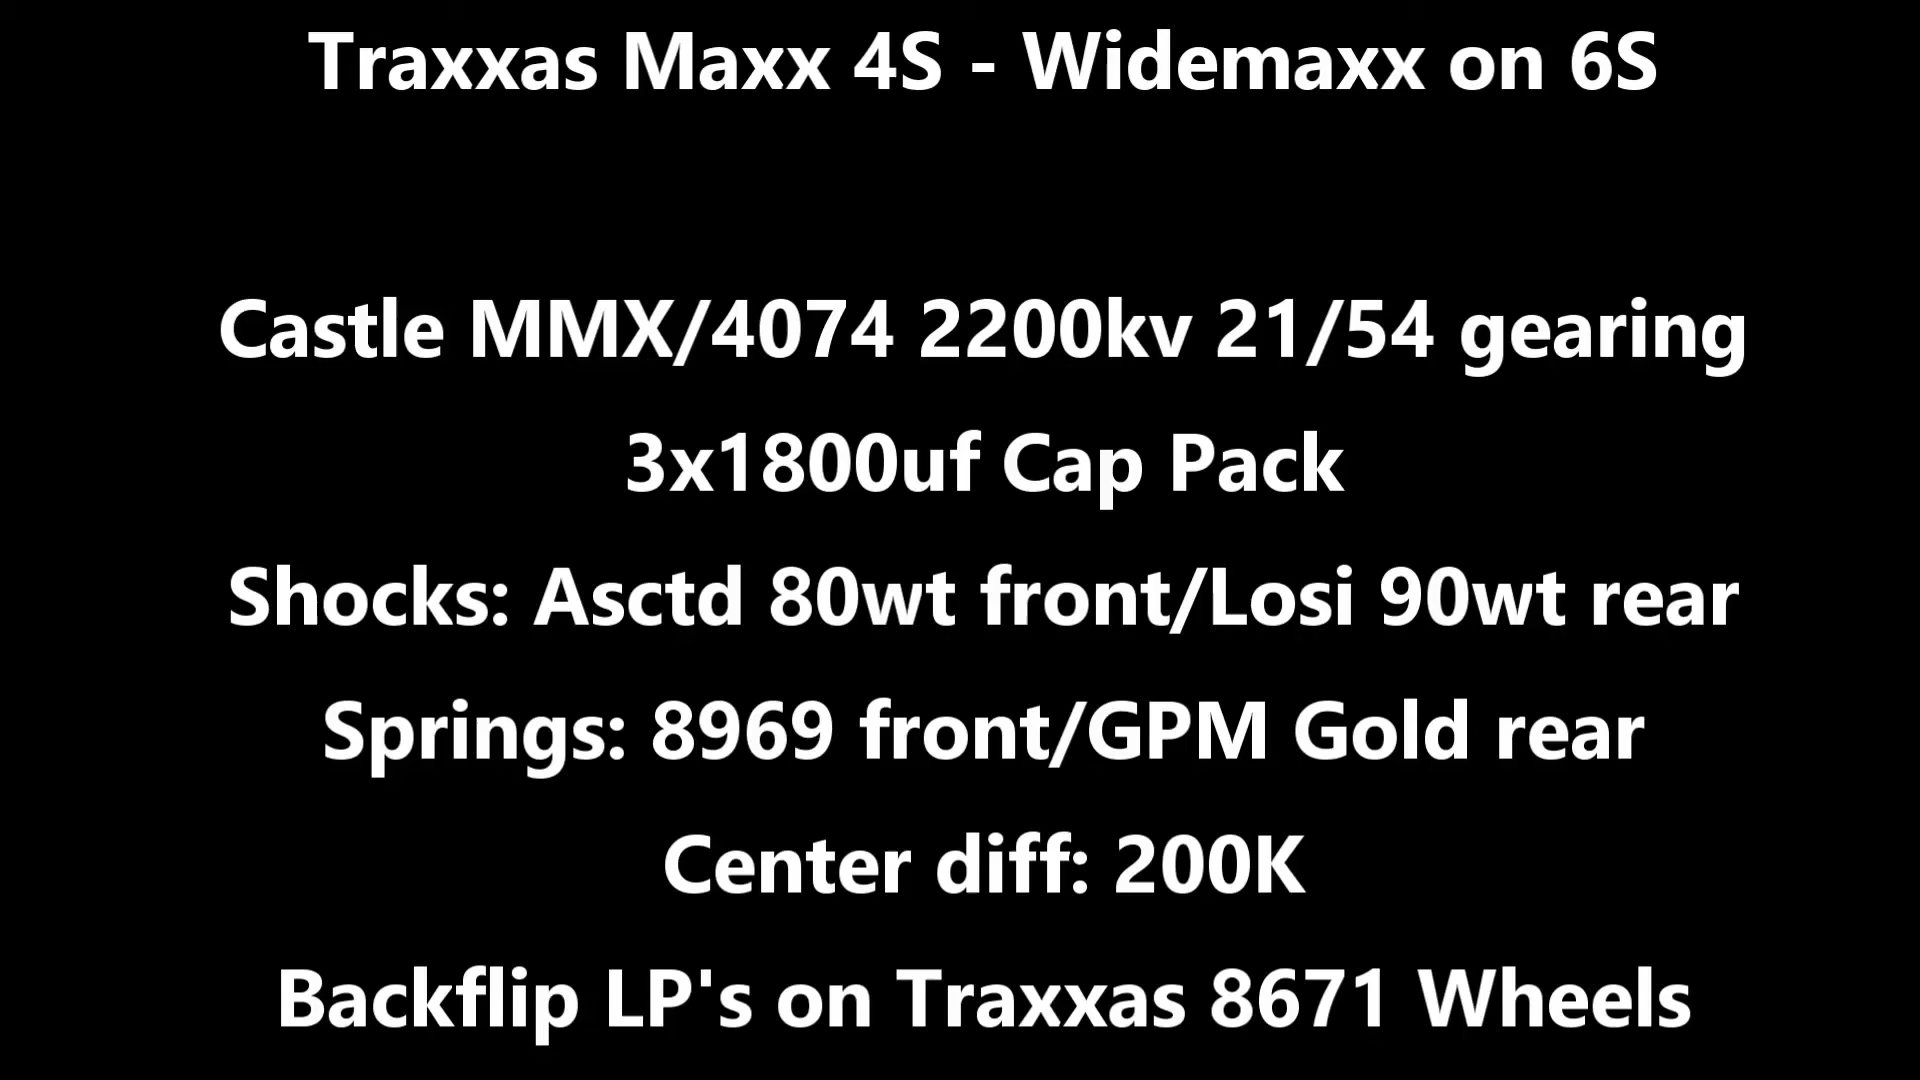 Traxxas Maxx 4S - Widemaxx on 6S
Castle MMX/4074 2200kv 21/54 gearing
3x1800uf Cap Pack
Shocks: Asctd 80wt front/Losi 90wt rear
Springs: 8969 front/GPM Gold rear
Center diff: 200K
Backflip LP's on Traxxas 8671 Wheels